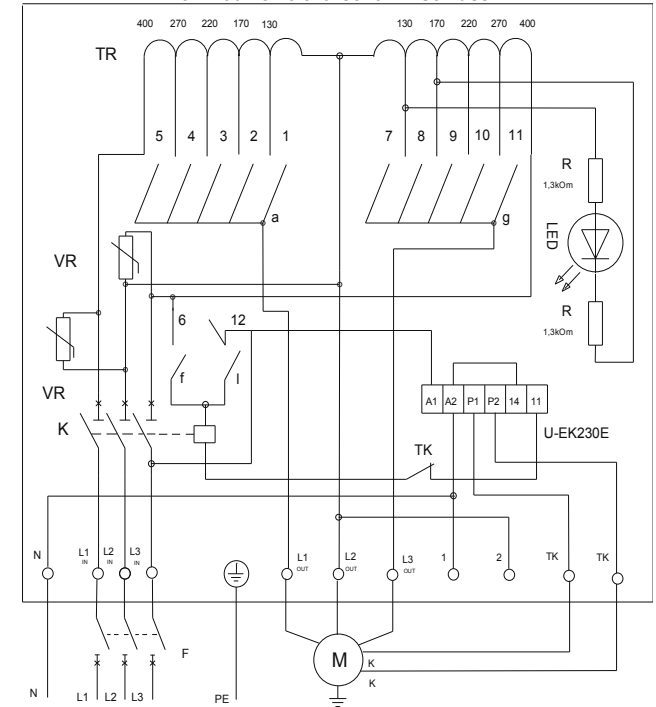 400 270 220 170 130
130 170 220 270 400
TR
5 4 3 2 1
7 8 9 10 11
a
g
R
1,3kOm
LED
R
1,3kOm
VR
6 12
f l
VR
K
A1 A2 P1 P2 14 11
U-EK230E
TK
N
L1 IN
L2 IN
L3 IN
L1 OUT
L2 OUT
L3 OUT
1
2
TK
TK
F
M
K
K
N
L1 L2 L3
PE